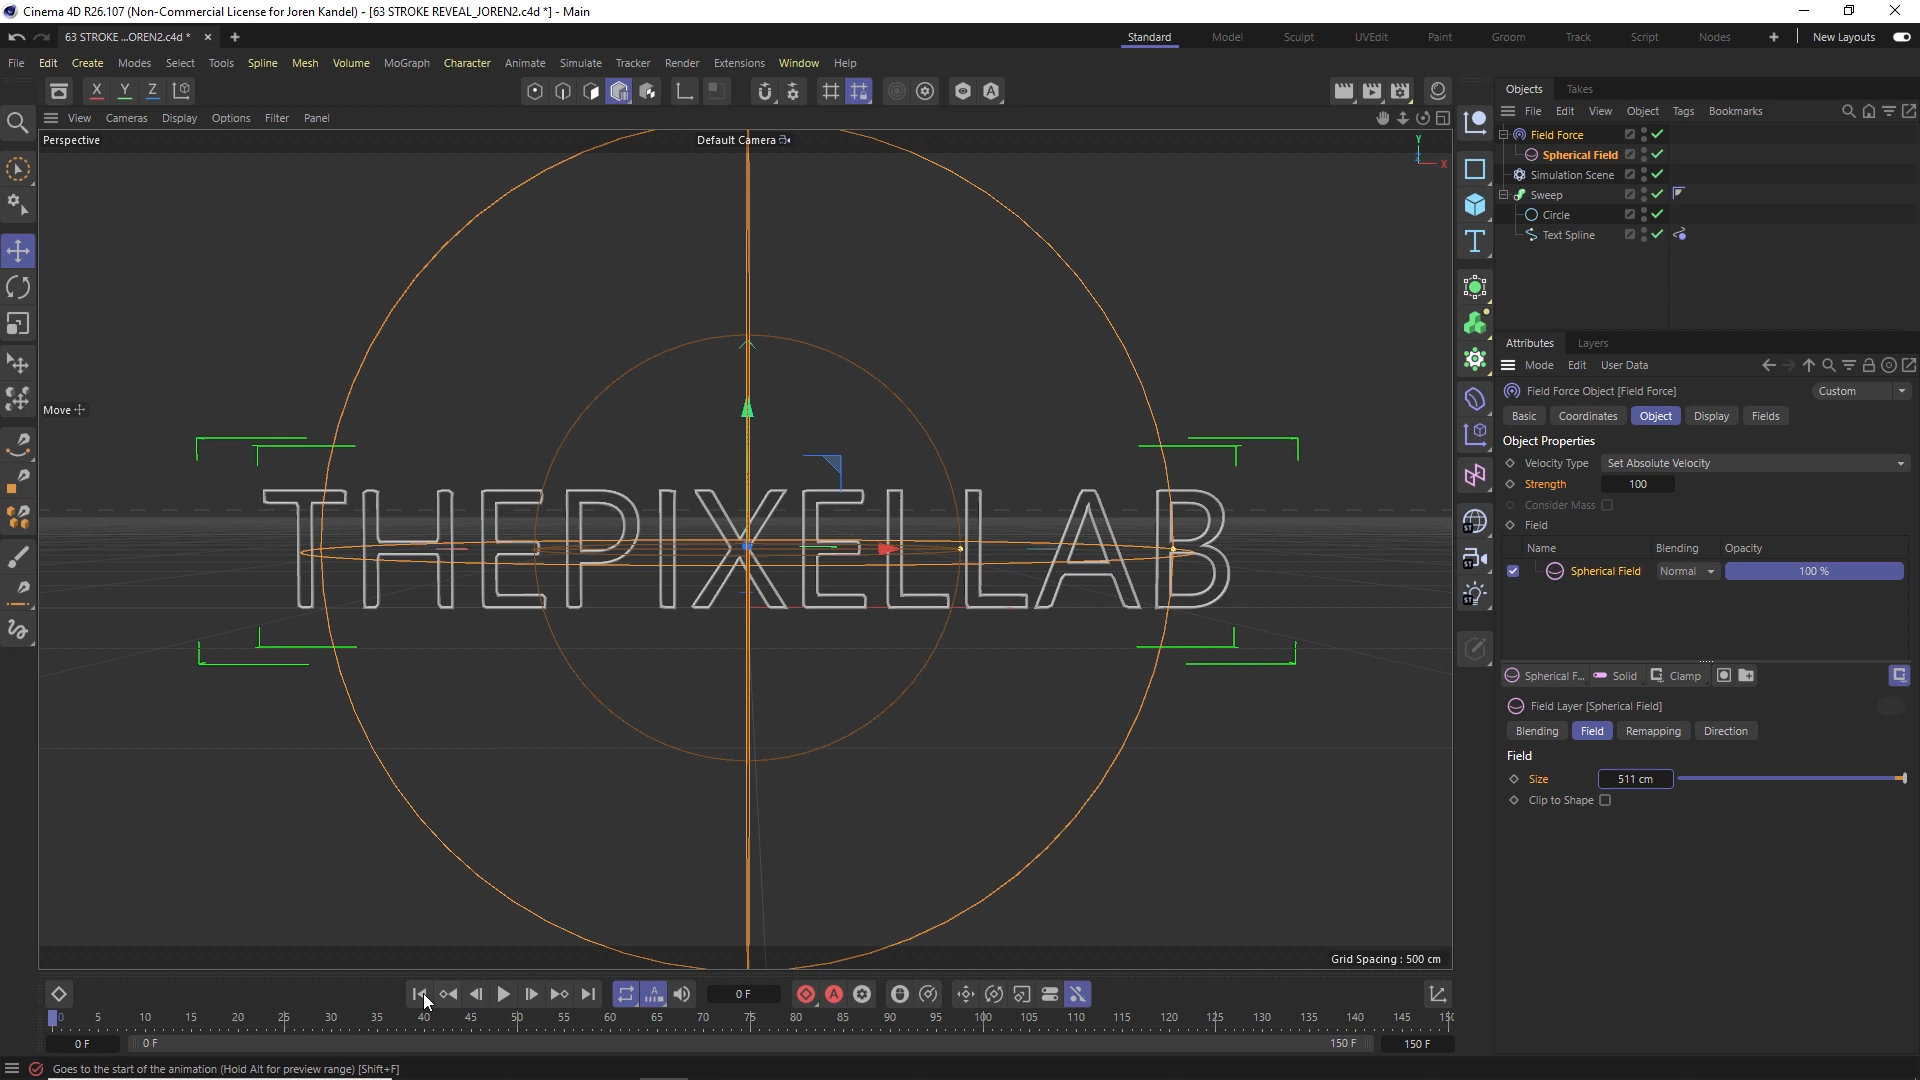 Cinema 4D R26.107 (Non-Commercial License for Joren Kandel) - [63 STROKE REVEAL_JOREN2.c4d *] - Main
63 STROKE ...OREN2.c4d *
Standard Model Sculpt UVEdit Paint Groom Track Script Nodes New Layouts
File Edit Create Modes Select Tools Spline Mesh Volume MoGraph Character Animate Simulate Tracker Render Extensions Window Help
X Y Z
Objects Takes
File Edit View Object Tags Bookmarks
View Cameras Display Options Filter Panel
Perspective
Default Camera
Y
Z
X
Field Force
Spherical Field
Simulation Scene
Sweep
Circle
Text Spline
Attributes Layers
Mode Edit User Data
Field Force Object [Field Force]
Custom
Basic Coordinates Object Display Fields
Object Properties
Velocity Type Set Absolute Velocity
Strength 100
Consider Mass
Field
Name Blending Opacity
Spherical Field Normal 100 %
Spherical F... Solid Clamp
Field Layer [Spherical Field]
Blending Field Remapping Direction
Field
Size 511 cm
Clip to Shape
Move
THEPIXELLAB
Grid Spacing : 500 cm
0 F
0 5 10 15 20 25 30 35 40 45 50 55 60 65 70 75 80 85 90 95 100 105 110 115 120 125 130 135 140 145
0 F 0 F 150 F 150 F
Goes to the start of the animation (Hold Alt for preview range) [Shift+F]